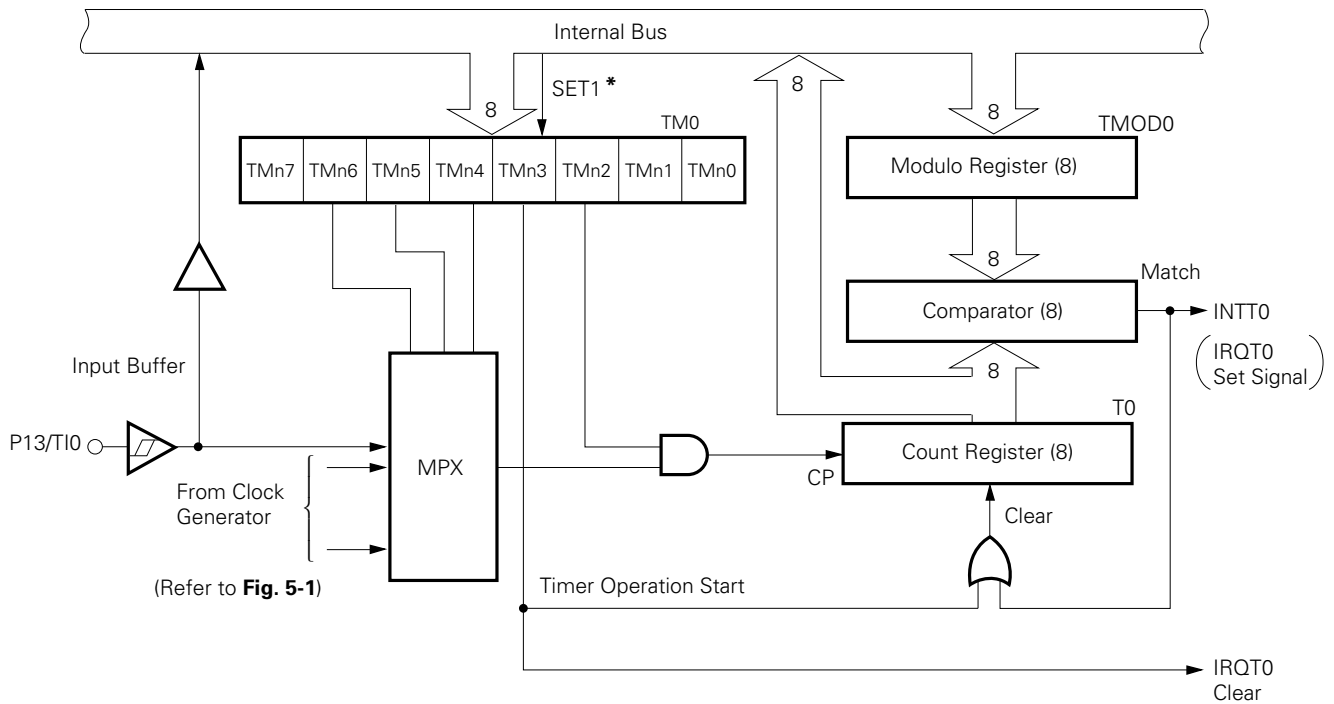 Internal Bus
SET1 *
8
8
8
TM0
TMn7 TMn6 TMn5 TMn4 TMn3 TMn2 TMn1 TMn0
TMOD0
Modulo Register (8)
8
Match
Comparator (8)
INTT0
(IRQT0
Set Signal)
8
T0
Input Buffer
P13/TI0
MPX
Count Register (8)
CP
From Clock
Generator
Clear
(Refer to Fig. 5-1)
Timer Operation Start
IRQT0
Clear